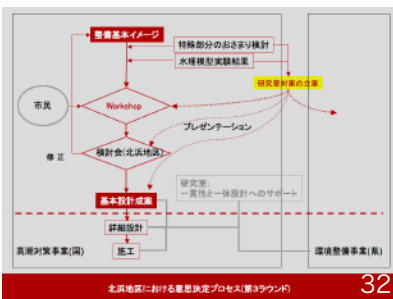 整備基本イメージ
特殊部分のおさまり検討
水理模型実験結果
研究室対案の立案
市民
Workshop
プレゼンテーション
修正
検討会(北浜地区)
研究室:
一貫性と一体設計へのサポート
基本設計成案
詳細設計
高潮対策事業(国)
施工
環境整備事業(県)
北浜地区における意思決定プロセス(第3ラウンド)
32